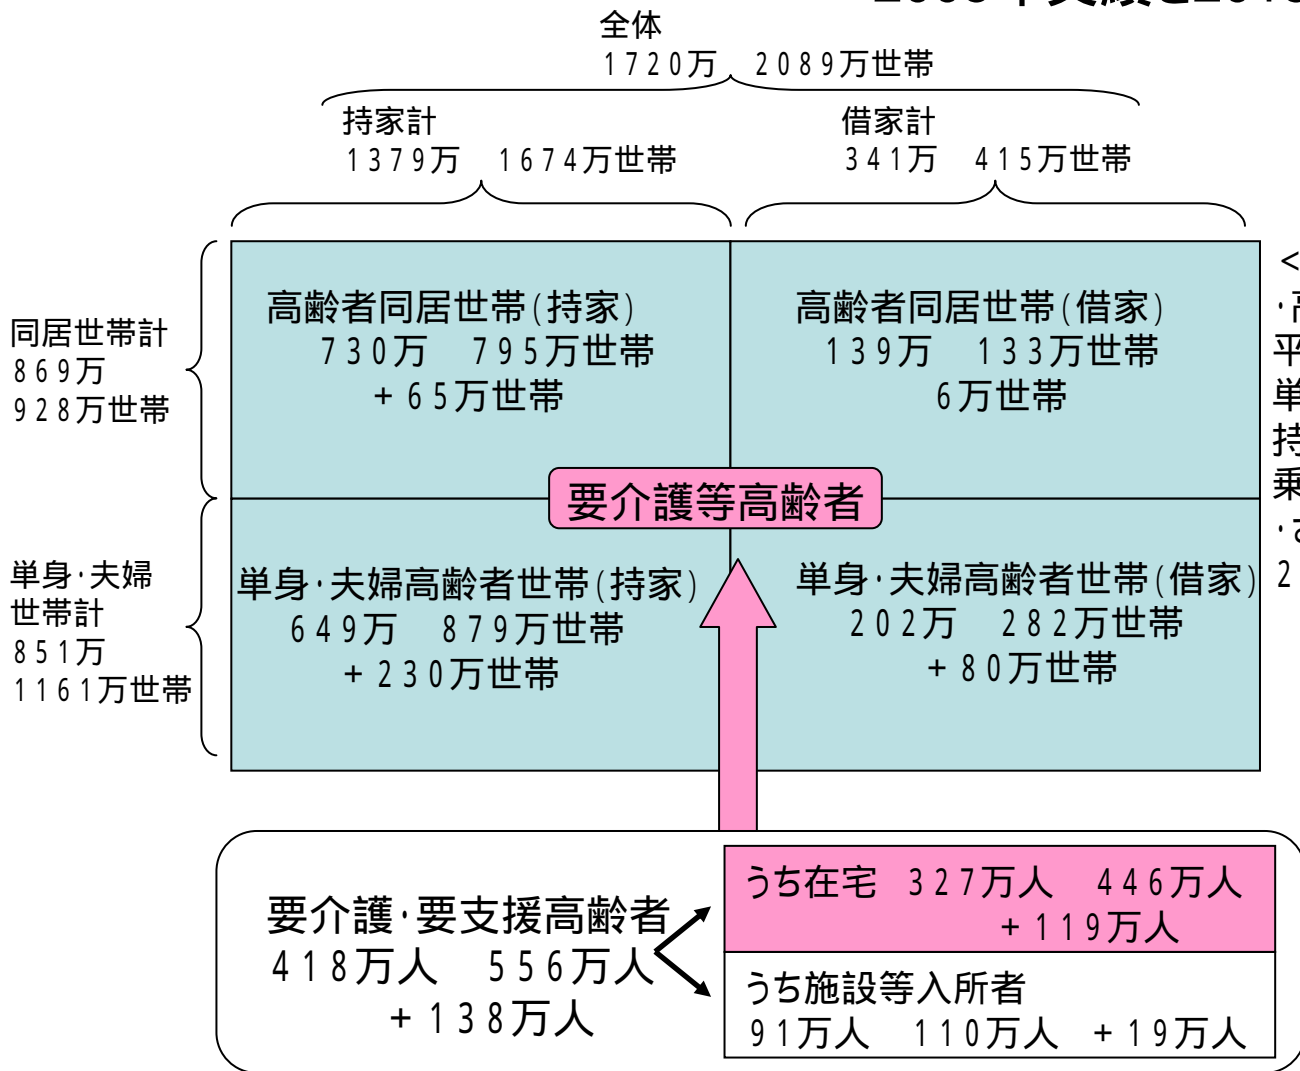 全体
1720万　2089万世帯
持家計
1379万　1674万世帯
借家計
341万　415万世帯
同居世帯計
869万
928万世帯
高齢者同居世帯(持家)
730万　795万世帯
+65万世帯
高齢者同居世帯(借家)
139万　133万世帯
6万世帯
要介護等高齢者
単身・夫婦
世帯計
851万
1161万世帯
単身・夫婦高齢者世帯(持家)
649万　879万世帯
+230万世帯
単身・夫婦高齢者世帯(借家)
202万　282万世帯
+80万世帯
<
・高
平
単
持
乗
2
要介護・要支援高齢者
418万人　556万人
+138万人
うち在宅　327万人　446万人
+119万人
うち施設等入所者
91万人　110万人　+19万人